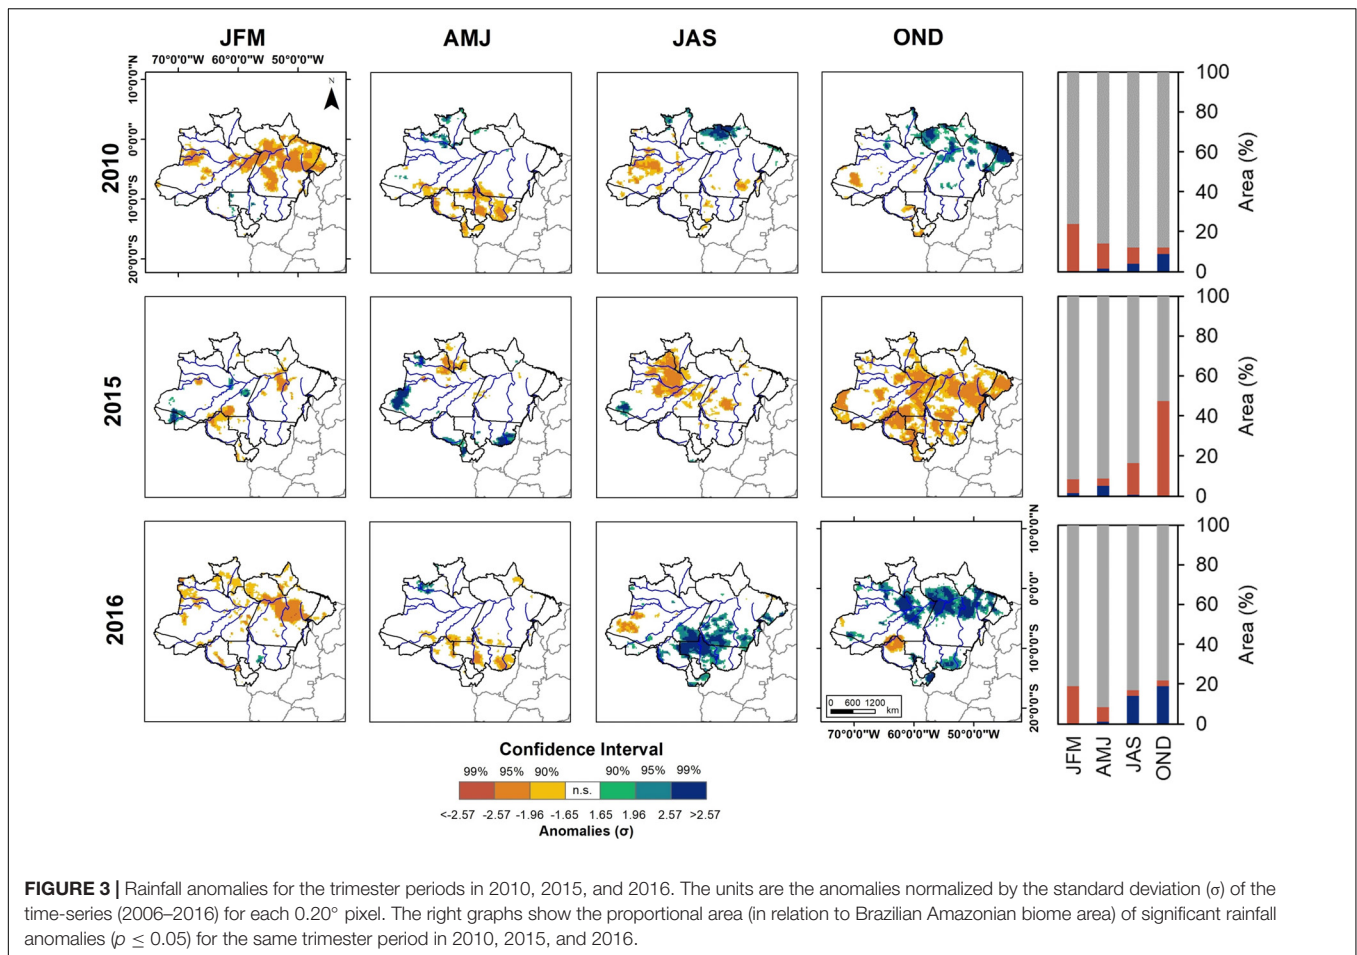 JFM AMJ JAS OND
70°0'0"W 60°0'0"W 50°0'0"W
2010
10°0'0"N
0°0'0"
10°0'0"S
20°0'0"S
N
100
80
60
40
20
0
Area (%)
2015
100
80
60
40
20
0
Area (%)
2016
0 600 1200
km
10°0'0"N
0°0'0"
10°0'0"S
20°0'0"S
70°0'0"W 60°0'0"W 50°0'0"W
100
80
60
40
20
0
Area (%)
JFM
AMJ
JAS
OND
Confidence Interval
99% 95% 90% 90% 95% 99%
n.s.
<-2.57 -2.57 -1.96 -1.65 1.65 1.96 2.57 >2.57
Anomalies (σ)
FIGURE 3 | Rainfall anomalies for the trimester periods in 2010, 2015, and 2016. The units are the anomalies normalized by the standard deviation (σ) of the
time-series (2006–2016) for each 0.20° pixel. The right graphs show the proportional area (in relation to Brazilian Amazonian biome area) of significant rainfall
anomalies (p ≤ 0.05) for the same trimester period in 2010, 2015, and 2016.